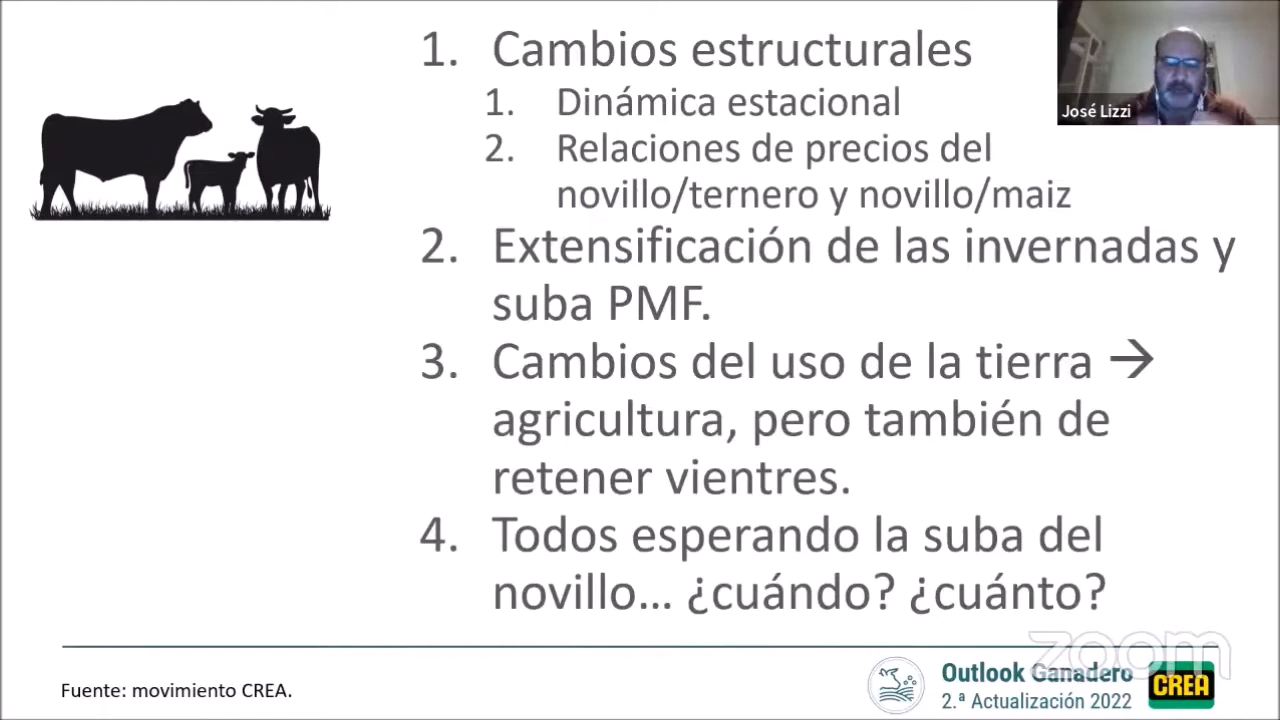 1. Cambios estructurales
1. Dinámica estacional
2. Relaciones de precios del
novillo/ternero y novillo/maiz
2. Extensificación de las invernadas y
suba PMF.
3. Cambios del uso de la tierra →
agricultura, pero también de
retener vientres.
4. Todos esperando la suba del
novillo... ¿cuándo? ¿cuánto?
José Lizzi
Fuente: movimiento CREA.
zoom
Outlook Ganadero
2.ª Actualización 2022
CREA